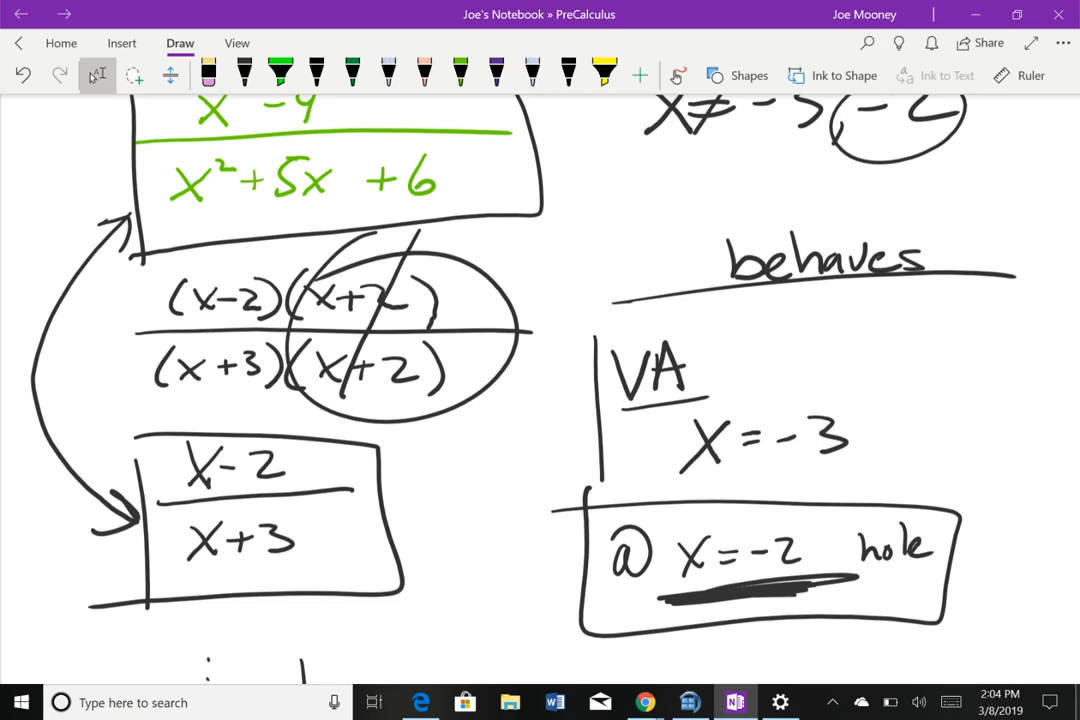 Joe's Notebook » PreCalculus
Joe Mooney
Home Insert Draw View
Share
Shapes
Ink to Shape
Ink to Text
Ruler
x -4
x²+5x +6
x≠ -3, -2
behaves
(x-2)(x+2)
(x+3)(x+2)
VA
x = -3
x-2
x+3
@ x = -2 hole
Type here to search
2:04 PM
3/8/2019